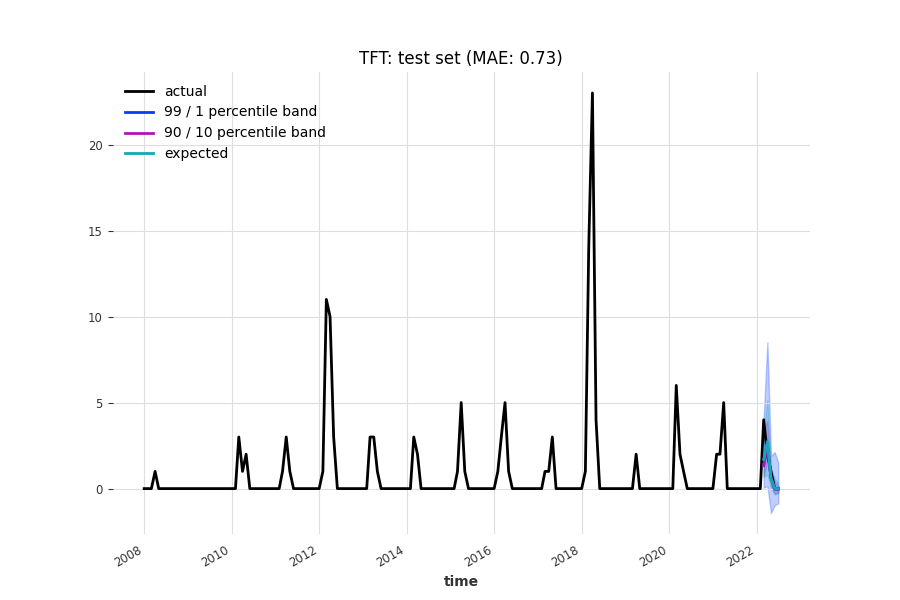 TFT: test set (MAE: 0.73)
actual
99 / 1 percentile band
90 / 10 percentile band
expected
20
15
10
5
0
2008
2010
2012
2014
2016
2018
2020
2022
time